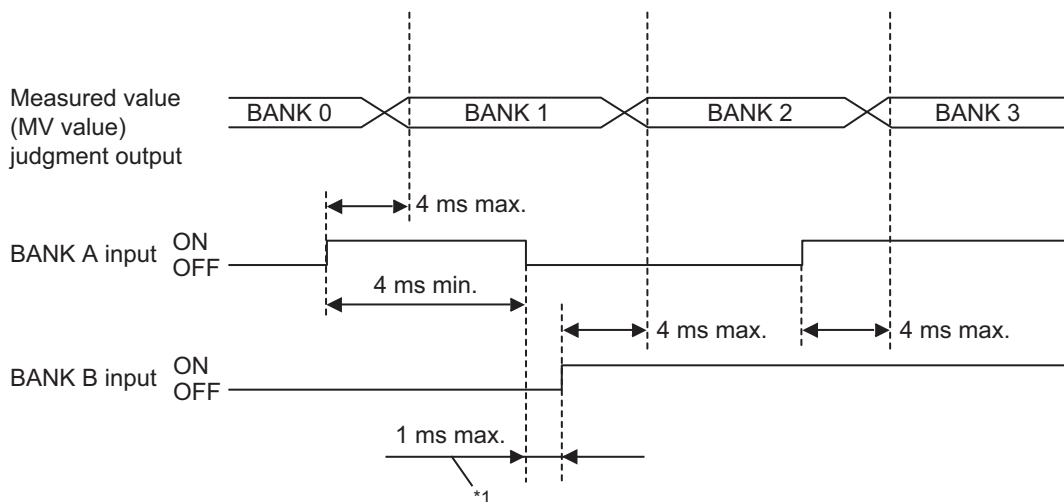 Measured value
(MV value)
judgment output
BANK 0
BANK 1
BANK 2
BANK 3
4 ms max.
BANK A input
ON
OFF
4 ms min.
4 ms max.
4 ms max.
BANK B input
ON
OFF
1 ms max.
*1